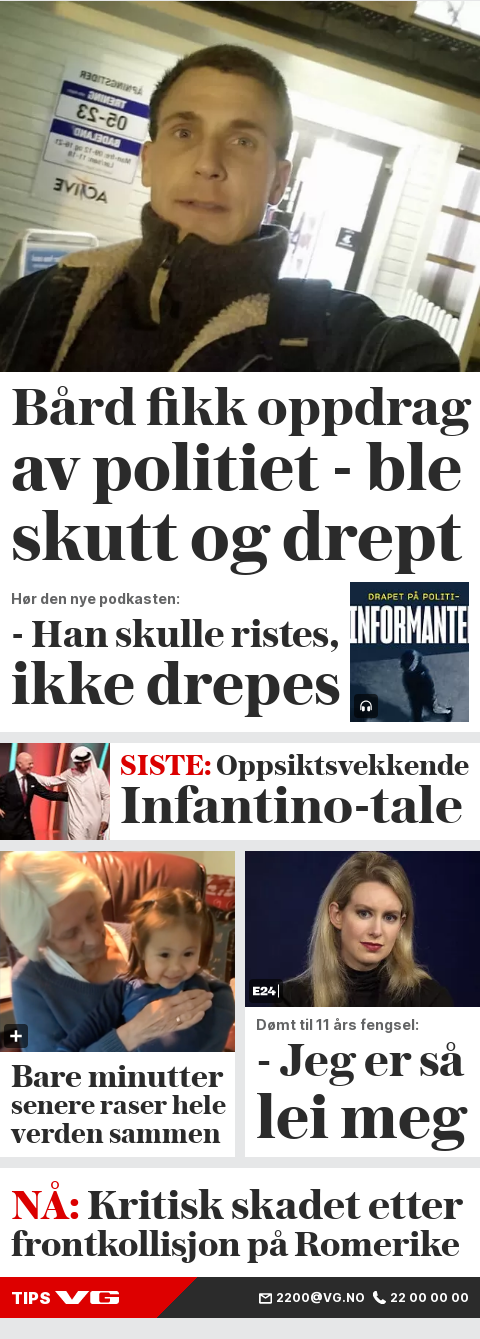 ÅPNINGSTIDER
TRENING
05-23
BADELAND
ACTIVE
Bård fikk oppdrag
av politiet - ble
skutt og drept
Hør den nye podkasten:
- Han skulle ristes,
ikke drepes
DRAPET PÅ POLITI-
INFORMANTE
SISTE: Oppsiktsvekkende
Infantino-tale
E24
Bare minutter
senere raser hele
verden sammen
Dømt til 11 års fengsel:
- Jeg er så
lei meg
NÅ: Kritisk skadet etter
frontkollisjon på Romerike
TIPS VG
2200@VG.NO 22 00 00 00